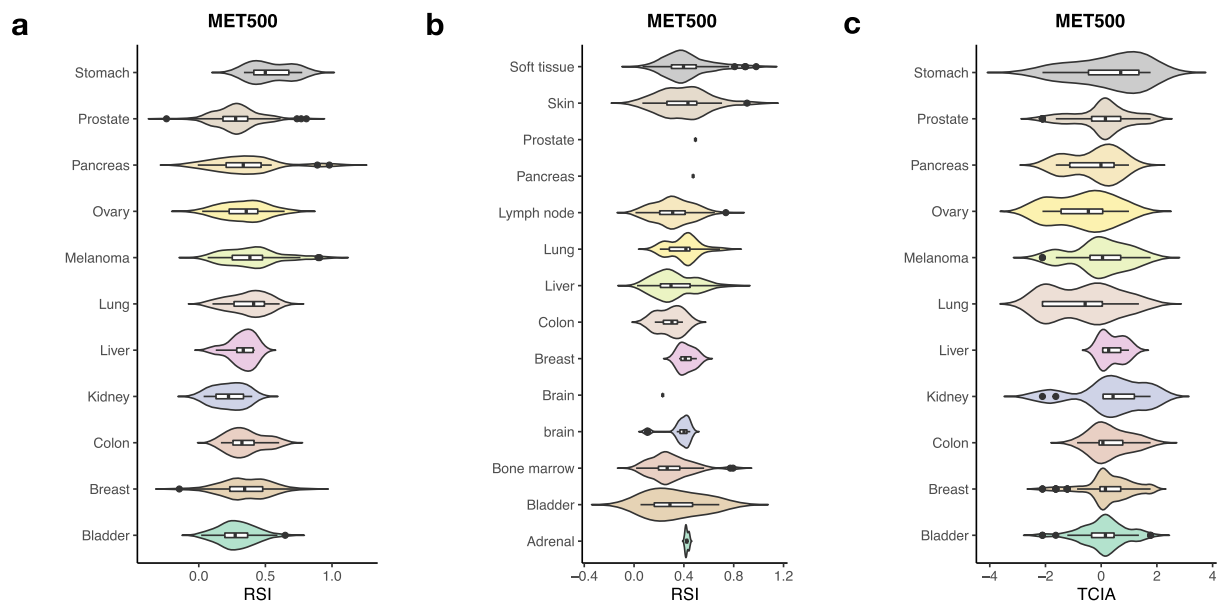 a
MET500
Stomach
Prostate
Pancreas
Ovary
Melanoma
Lung
Liver
Kidney
Colon
Breast
Bladder
0.0 0.5 1.0
RSI
b
MET500
Soft tissue
Skin
Prostate
Pancreas
Lymph node
Lung
Liver
Colon
Breast
Brain
brain
Bone marrow
Bladder
Adrenal
−0.4 0.0 0.4 0.8 1.2
RSI
c
MET500
Stomach
Prostate
Pancreas
Ovary
Melanoma
Lung
Liver
Kidney
Colon
Breast
Bladder
−4 −2 0 2 4
TCIA